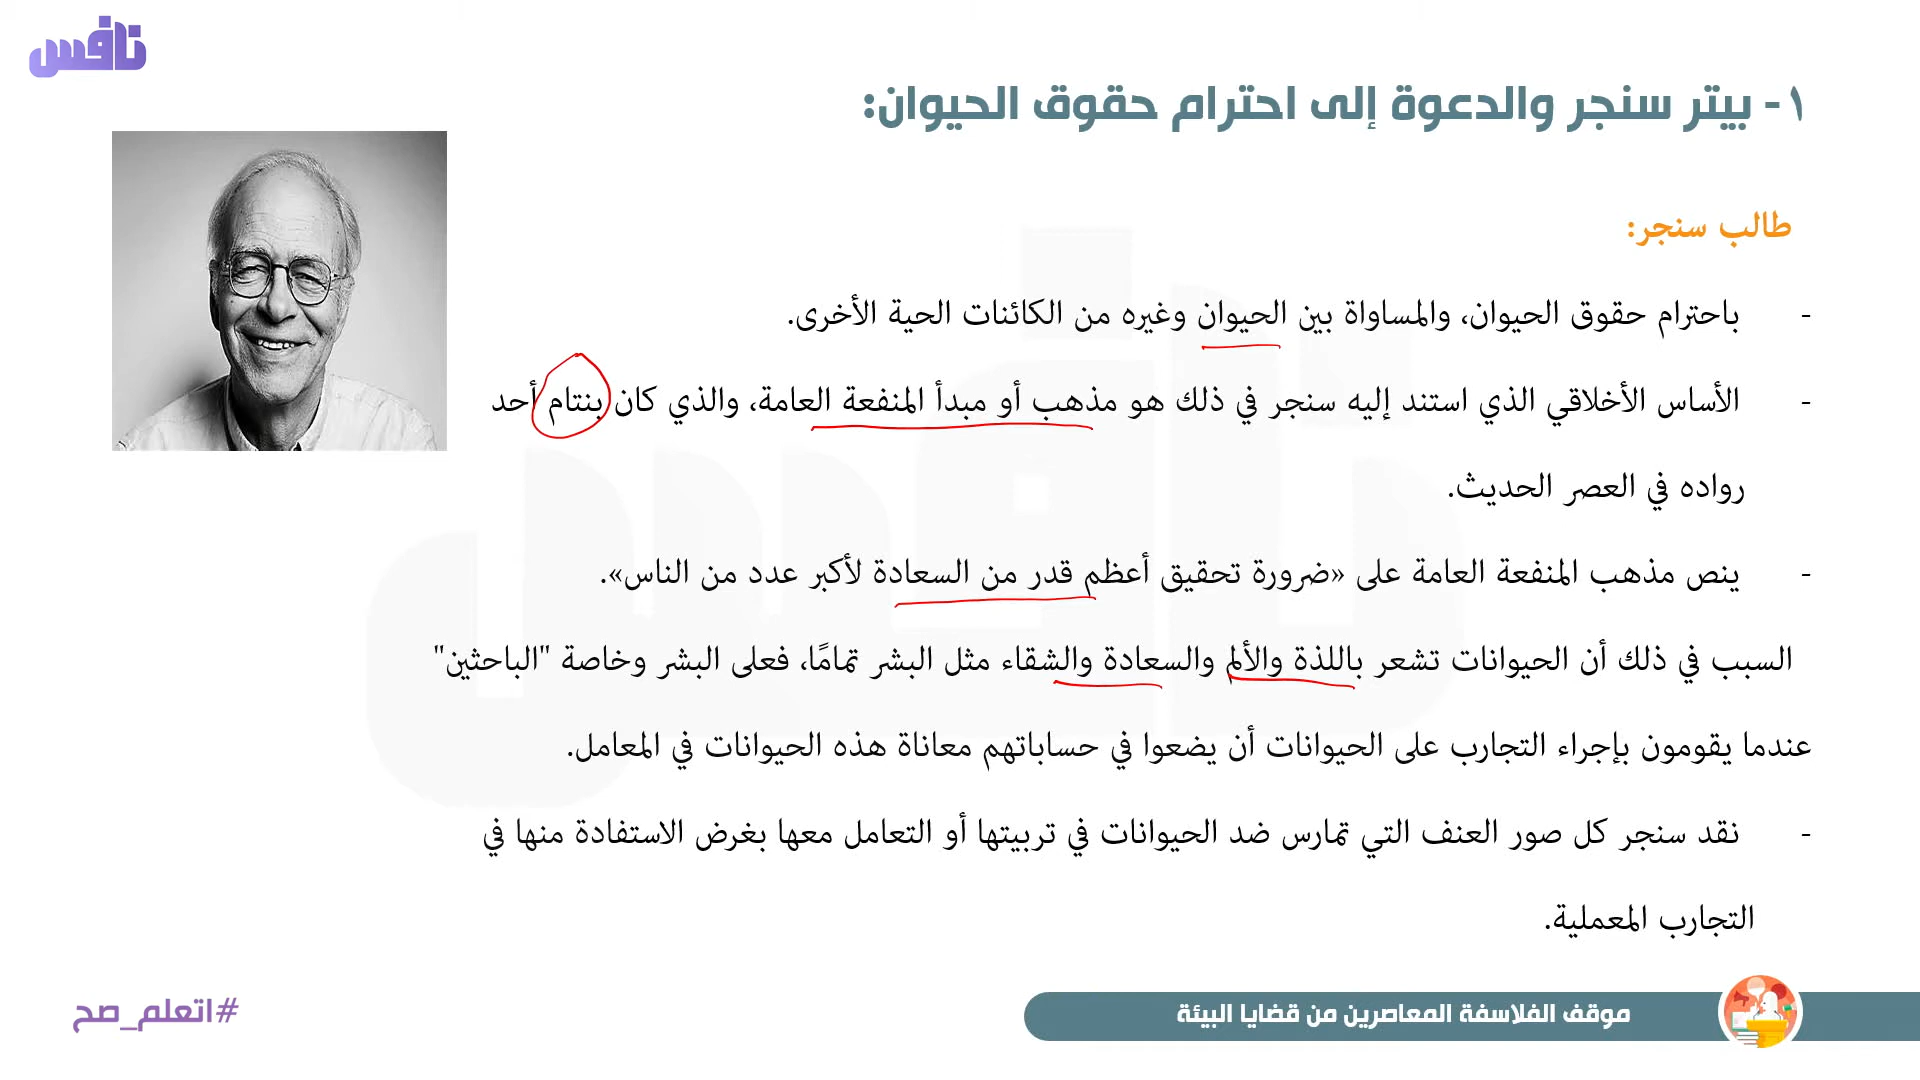 نافس
١- بيتر سنجر والدعوة إلى احترام حقوق الحيوان:
طالب سنجر:
- باحترام حقوق الحيوان، والمساواة بين الحيوان وغيره من الكائنات الحية الأخرى.
- الأساس الأخلاقي الذي استند إليه سنجر في ذلك هو مذهب أو مبدأ المنفعة العامة، والذي كان بنتام أحد
رواده في العصر الحديث.
- ينص مذهب المنفعة العامة على «ضرورة تحقيق أعظم قدر من السعادة لأكبر عدد من الناس».
السبب في ذلك أن الحيوانات تشعر باللذة والألم والسعادة والشقاء مثل البشر تمامًا، فعلى البشر وخاصة "الباحثين"
عندما يقومون بإجراء التجارب على الحيوانات أن يضعوا في حساباتهم معاناة هذه الحيوانات في المعامل.
- نقد سنجر كل صور العنف التي تمارس ضد الحيوانات في تربيتها أو التعامل معها بغرض الاستفادة منها في
التجارب المعملية.
موقف الفلاسفة المعاصرين من قضايا البيئة
#اتعلم_صح